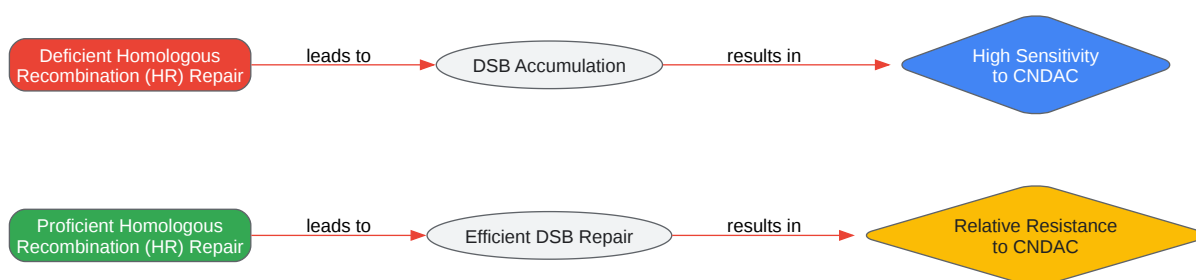 Deficient Homologous
Recombination (HR) Repair
leads to
DSB Accumulation
results in
High Sensitivity
to CNDAC
Proficient Homologous
Recombination (HR) Repair
leads to
Efficient DSB Repair
results in
Relative Resistance
to CNDAC